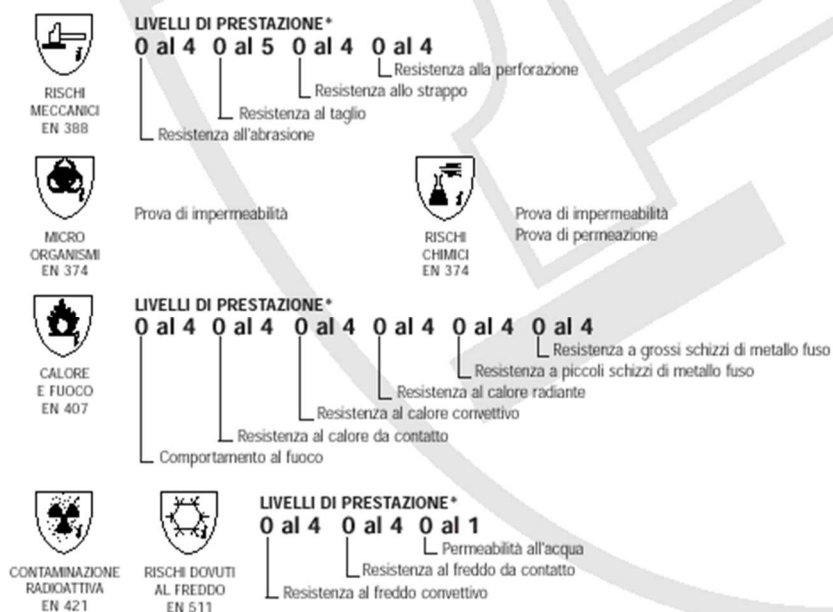 LIVELLI DI PRESTAZIONE*
0 al 4 0 al 5 0 al 4 0 al 4
Resistenza alla perforazione
Resistenza allo strappo
Resistenza al taglio
Resistenza all'abrasione
RISCHI
MECCANICI
EN 388
Prova di impermeabilità
MICRO
ORGANISMI
EN 374
Prova di impermeabilità
Prova di permeazione
RISCHI
CHIMICI
EN 374
LIVELLI DI PRESTAZIONE*
0 al 4 0 al 4 0 al 4 0 al 4 0 al 4 0 al 4
Resistenza a grossi schizzi di metallo fuso
Resistenza a piccoli schizzi di metallo fuso
Resistenza al calore radiante
Resistenza al calore convettivo
Resistenza al calore da contatto
Comportamento al fuoco
CALORE
E FUOCO
EN 407
CONTAMINAZIONE
RADIOATTIVA
EN 421
RISCHI DOVUTI
AL FREDDO
EN 511
LIVELLI DI PRESTAZIONE*
0 al 4 0 al 4 0 al 1
Permeabilità all'acqua
Resistenza al freddo da contatto
Resistenza al freddo convettivo